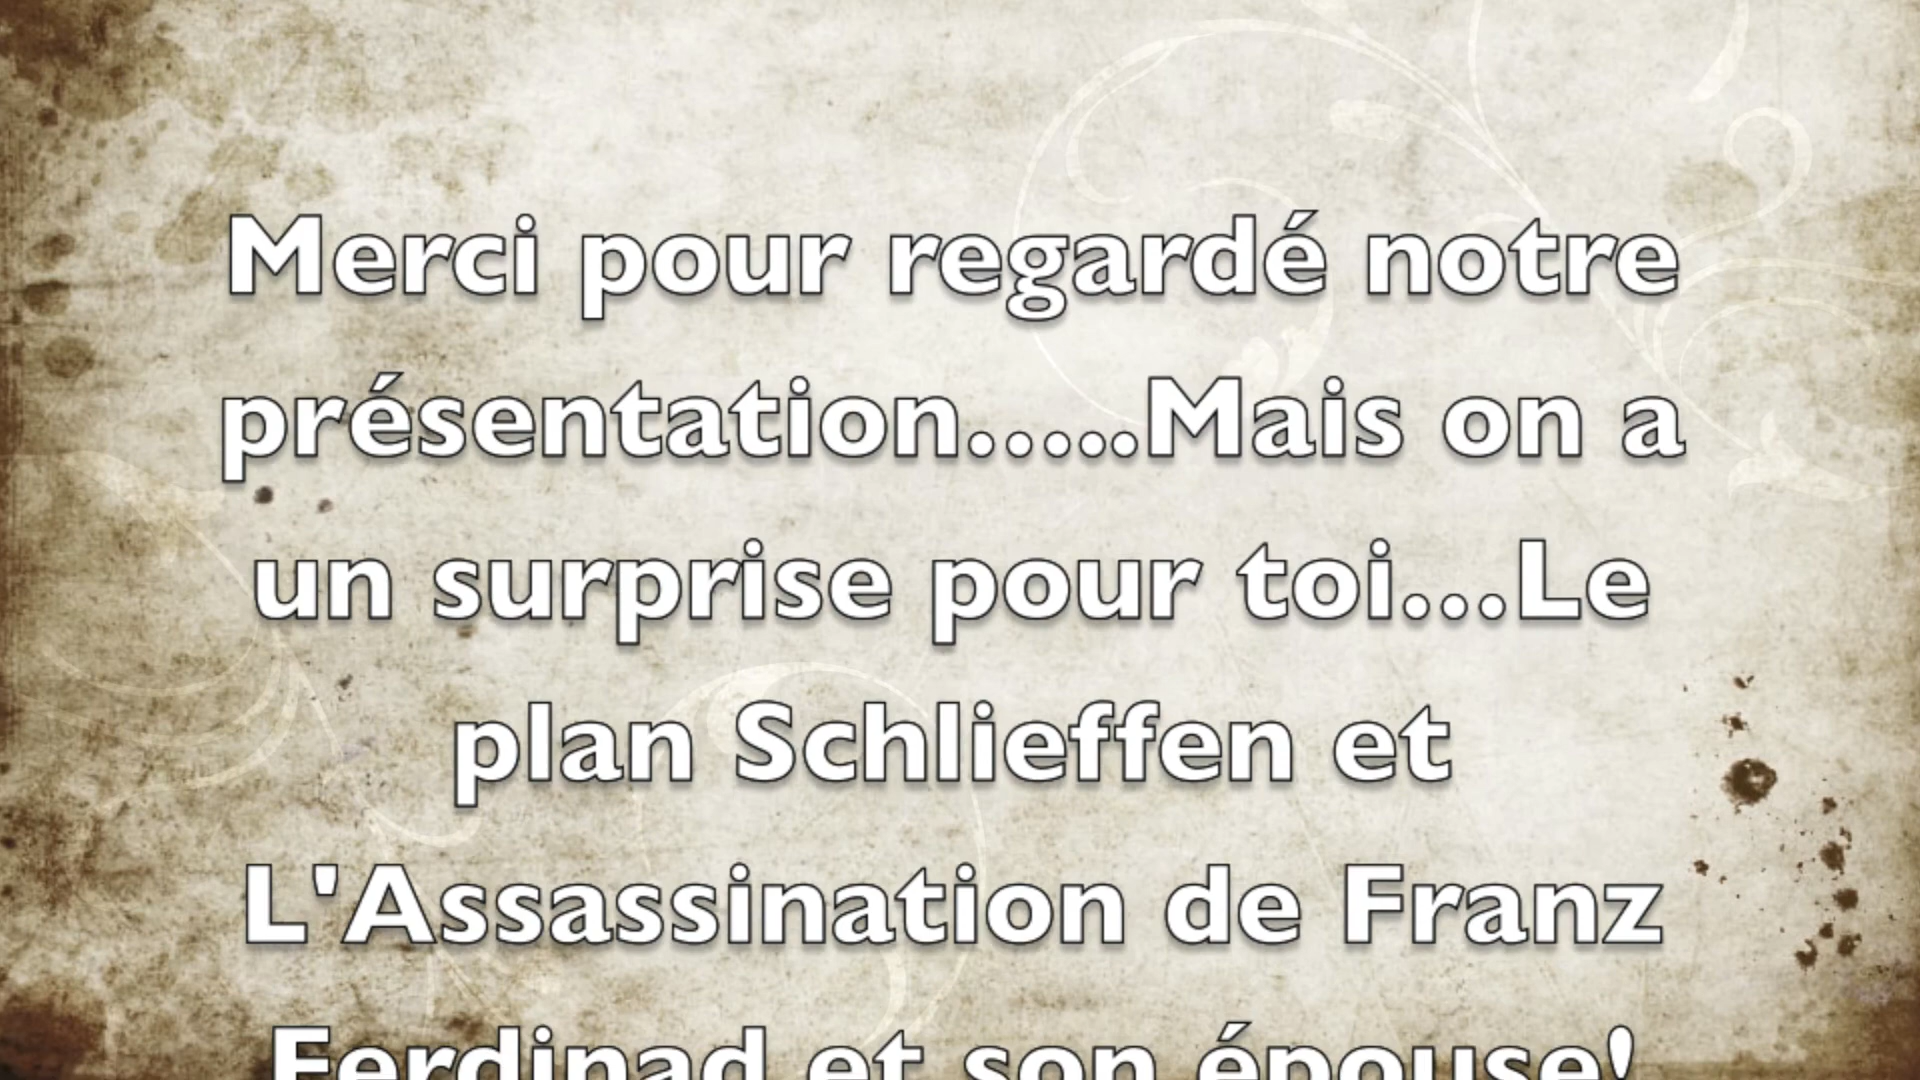 Merci pour regardé notre
présentation.....Mais on a
un surprise pour toi...Le
plan Schlieffen et
L'Assassination de Franz
Ferdinad et son épouse!